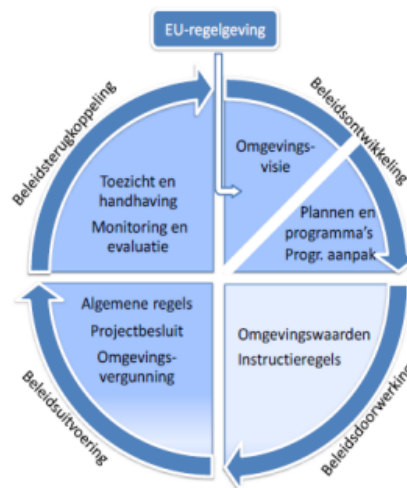 EU-regelgeving
Beleidsontwikkeling
Omgevings-
visie
Plannen en
programma's
Progr. aanpak
Beleidsdoorwerking
Omgevingswaarden
Instructieregels
Beleidsuitvoering
Algemene regels
Projectbesluit
Omgevings-
vergunning
Beleidsterugkoppeling
Toezicht en
handhaving
Monitoring en
evaluatie